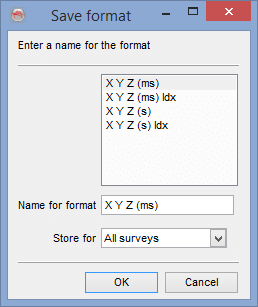 Save format
Enter a name for the format
X Y Z (ms)
X Y Z (ms) Idx
X Y Z (s)
X Y Z (s) Idx
Name for format X Y Z (ms)
Store for All surveys
OK Cancel